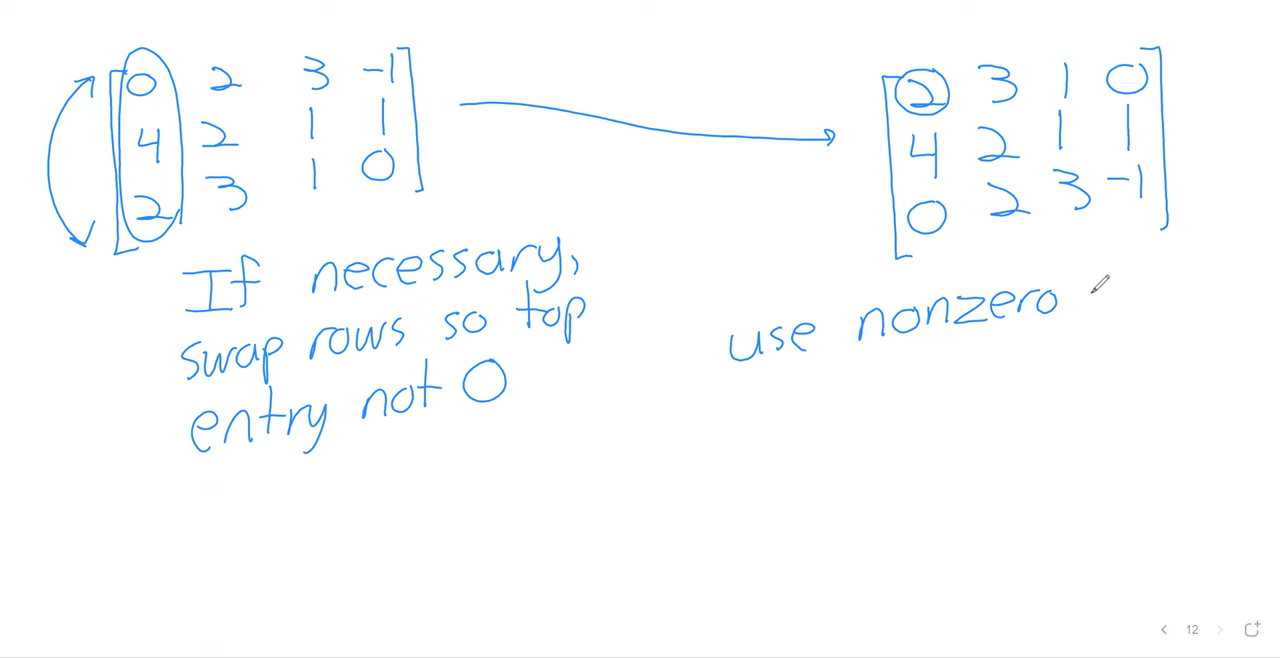 0 2 3 -1
4 2 1 1
2 3 1 0
If necessary,
swap rows so top
entry not 0
2 3 1 0
4 2 1 1
0 2 3 -1
use nonzero
12